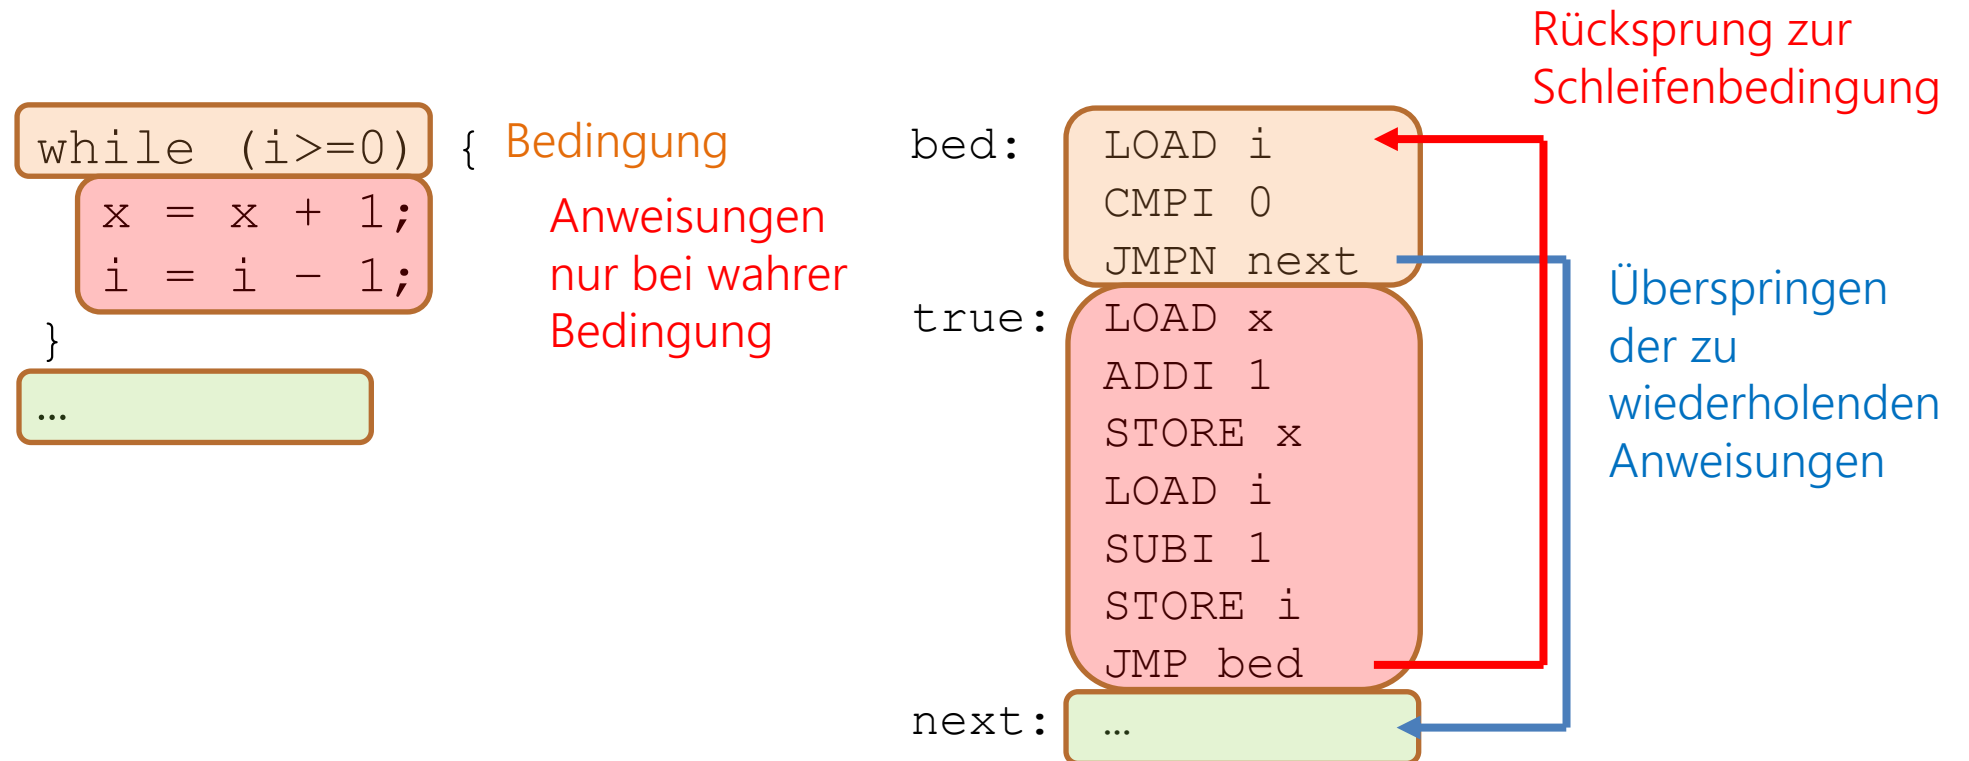 while (i>=0) {
x = x + 1;
i = i - 1;
}
…
Bedingung
Anweisungen
nur bei wahrer
Bedingung
bed: LOAD i
CMPI 0
JMPN next
true: LOAD x
ADDI 1
STORE x
LOAD i
SUBI 1
STORE i
JMP bed
next: …
Rücksprung zur
Schleifenbedingung
Überspringen
der zu
wiederholenden
Anweisungen